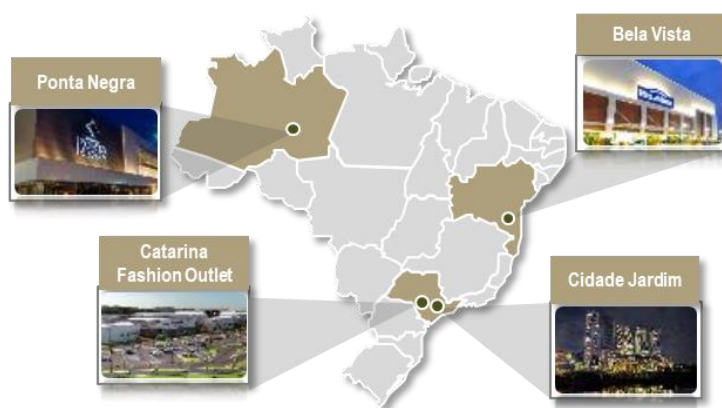 Bela Vista
Ponta Negra
Catarina
Fashion Outlet
Cidade Jardim